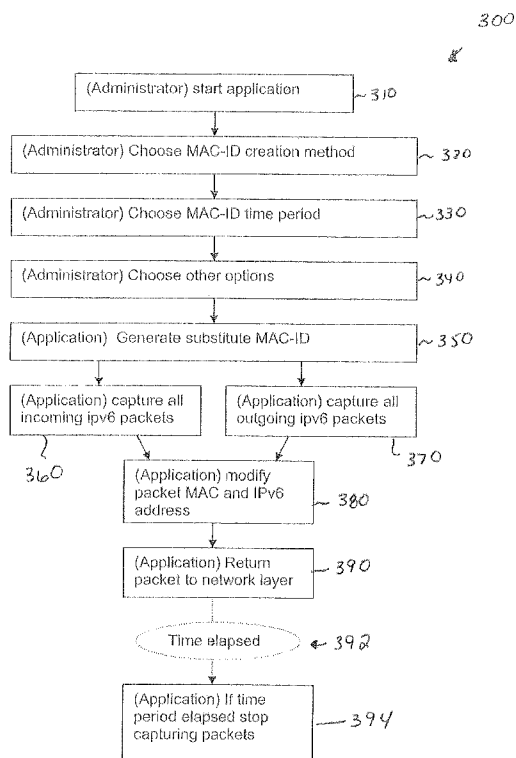 300
(Administrator) start application
310
(Administrator) Choose MAC-ID creation method
320
(Administrator) Choose MAC-ID time period
330
(Administrator) Choose other options
340
(Application) Generate substitute MAC-ID
350
(Application) capture all
incoming ipv6 packets
360
(Application) capture all
outgoing ipv6 packets
370
(Application) modify
packet MAC and IPv6
address
380
(Application) Return
packet to network layer
390
Time elapsed
392
(Application) If time
period elapsed stop
capturing packets
394